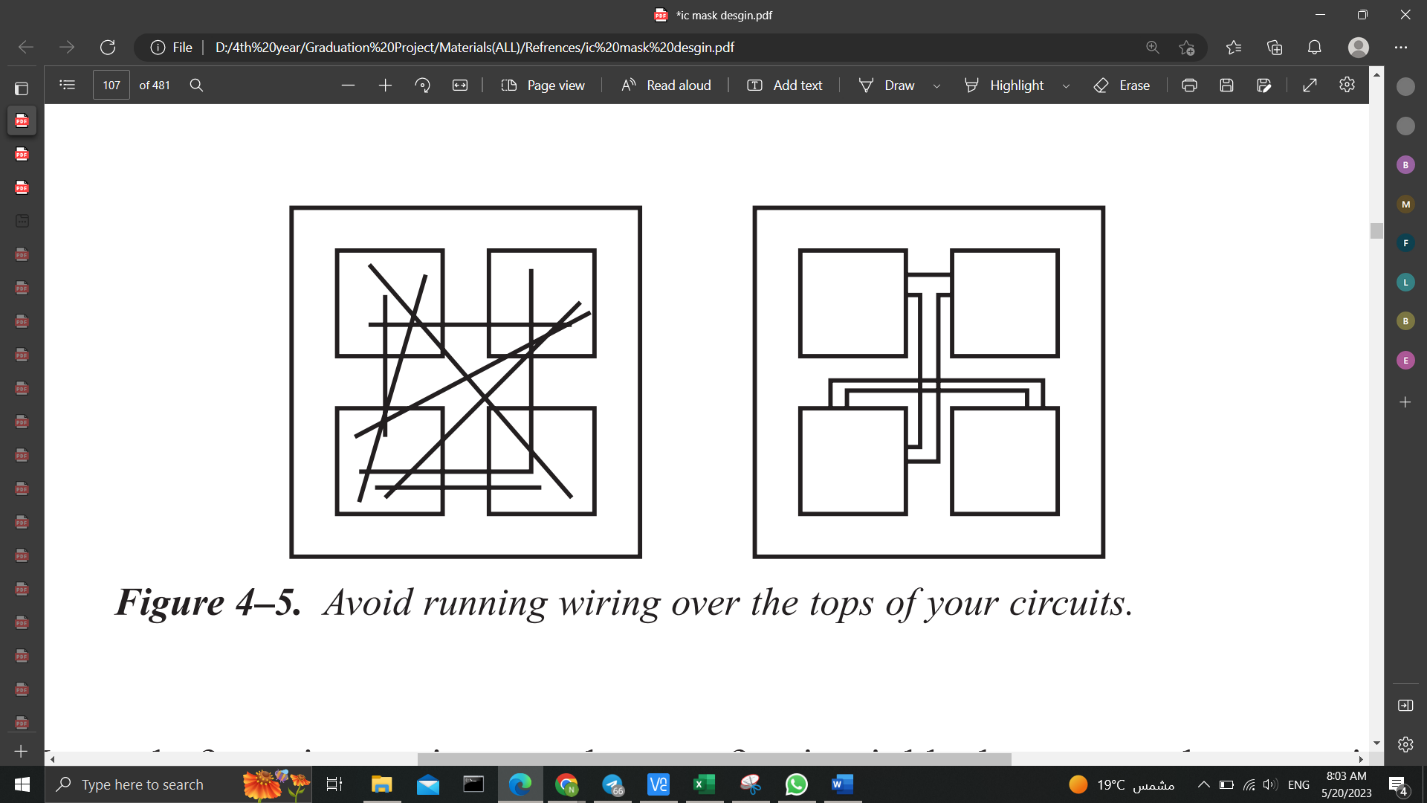 *ic mask desgin.pdf
File | D:/4th%20year/Graduation%20Project/Materials(ALL)/Refrences/ic%20mask%20desgin.pdf
107 of 481 Page view Read aloud Add text Draw Highlight Erase
B
M
F
L
B
E
Figure 4–5. Avoid running wiring over the tops of your circuits.
Type here to search
66
19°C مشمس
ENG
8:03 AM
5/20/2023
4